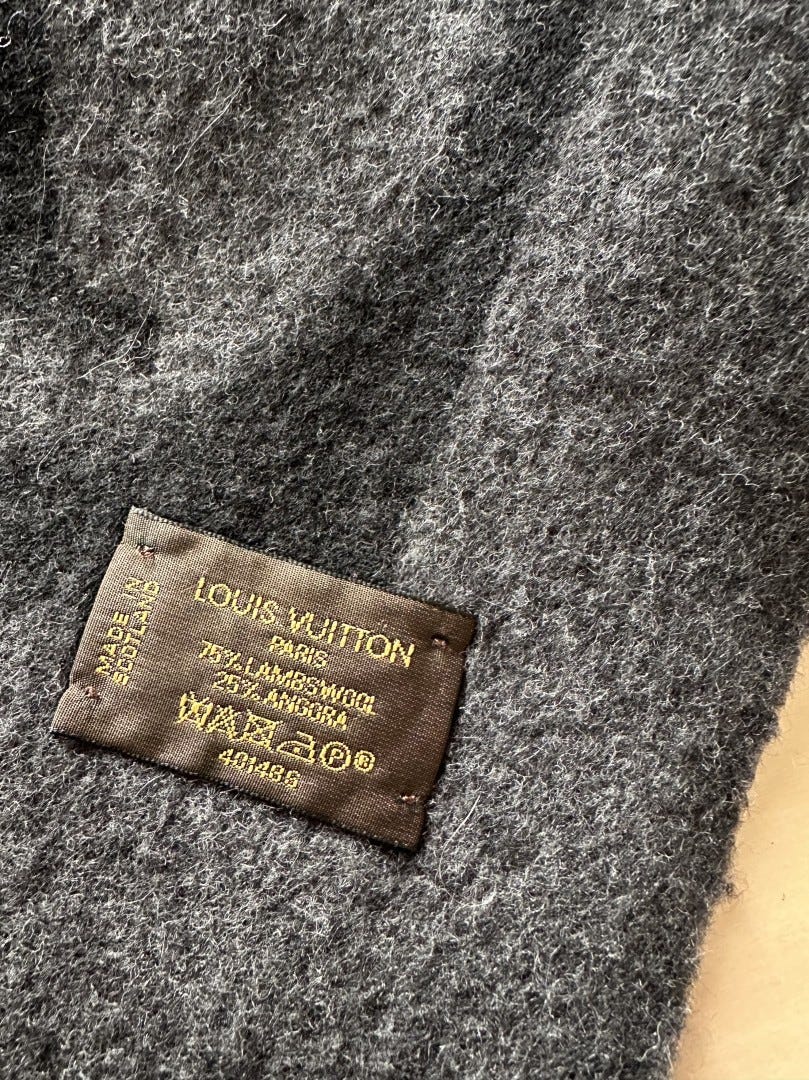 MADE IN
SCOTLAND
LOUIS VUITTON
PARIS
75% LAMBSWOOL
25% ANGORA
P
401486